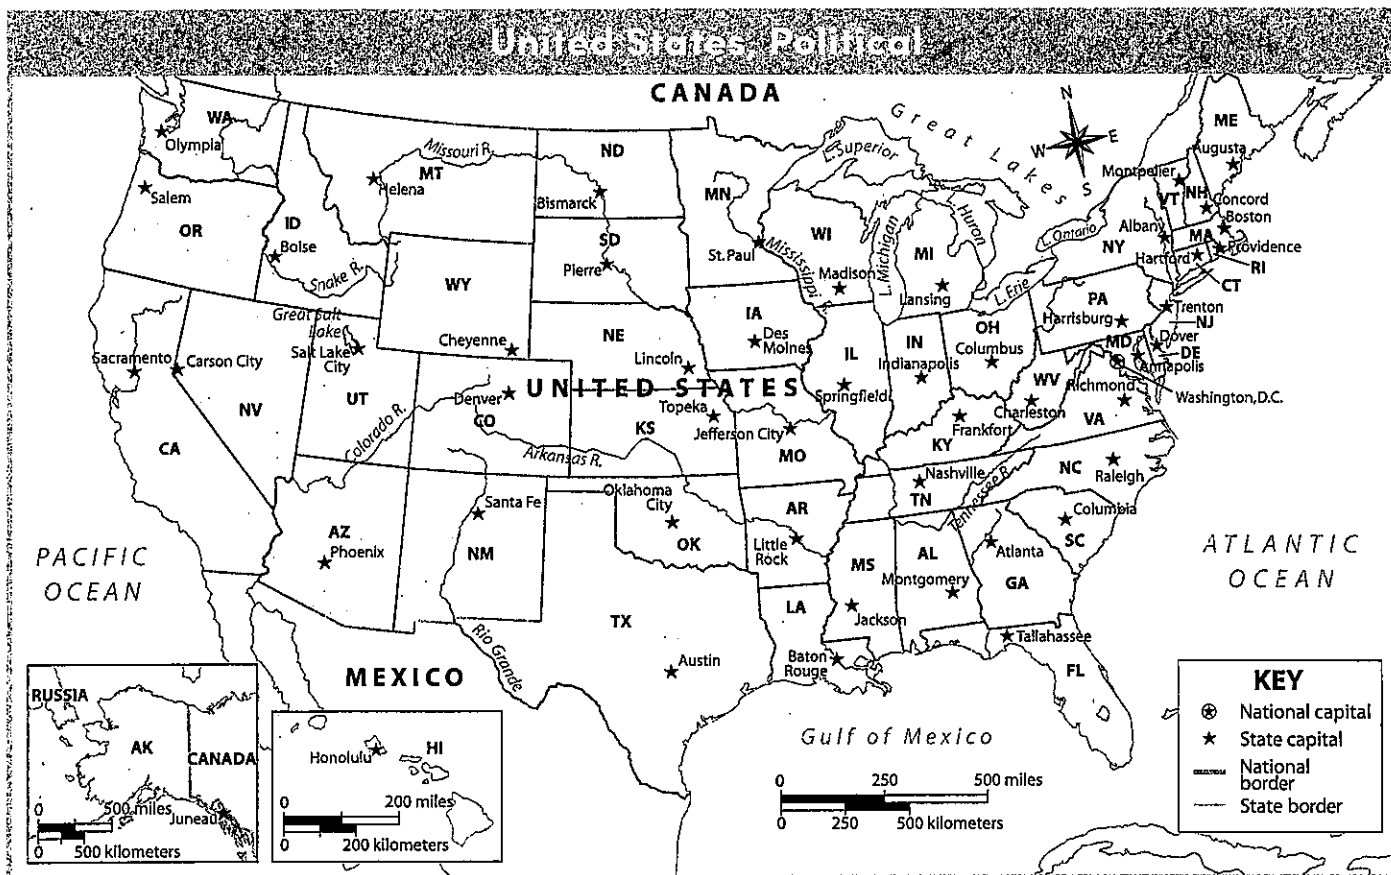 United States, Political
CANADA
Great Lakes
N
W
E
S
WA
Olympia
Missouri R.
MT
Helena
ND
Bismarck
MN
L. Superior
ME
Augusta
Montpelier
VT
NH
Concord
Boston
Salem
OR
ID
Boise
Snake R.
SD
Pierre
St. Paul
Mississippi R.
WI
Madison
L. Michigan
MI
Lansing
Huron
L. Ontario
NY
Albany
MA
Providence
Hartford
RI
CT
WY
Cheyenne
Great Salt
Lake
Salt Lake
City
NE
Lincoln
IA
Des
Moines
IL
Springfield
IN
Indianapolis
OH
Columbus
L. Erie
PA
Harrisburg
Trenton
NJ
MD
Dover
DE
Annapolis
WV
Richmond
Washington, D.C.
Sacramento
Carson City
NV
UT
Denver
CO
UNITED STATES
Topeka
KS
Jefferson City
MO
Charleston
Frankfort
KY
VA
CA
Colorado R.
Arkansas R.
Nashville
TN
Tennessee R.
NC
Raleigh
Santa Fe
Oklahoma
City
OK
AR
Little
Rock
Columbia
SC
AZ
Phoenix
NM
MS
AL
Montgomery
Atlanta
GA
PACIFIC
OCEAN
ATLANTIC
OCEAN
TX
LA
Jackson
Rio Grande
Austin
Baton
Rouge
Tallahassee
FL
MEXICO
Gulf of Mexico
0 250 500 miles
0 250 500 kilometers
RUSSIA
AK
CANADA
0 500 miles
Juneau
0 500 kilometers
Honolulu
HI
0 200 miles
0 200 kilometers
KEY
National capital
State capital
National
border
State border